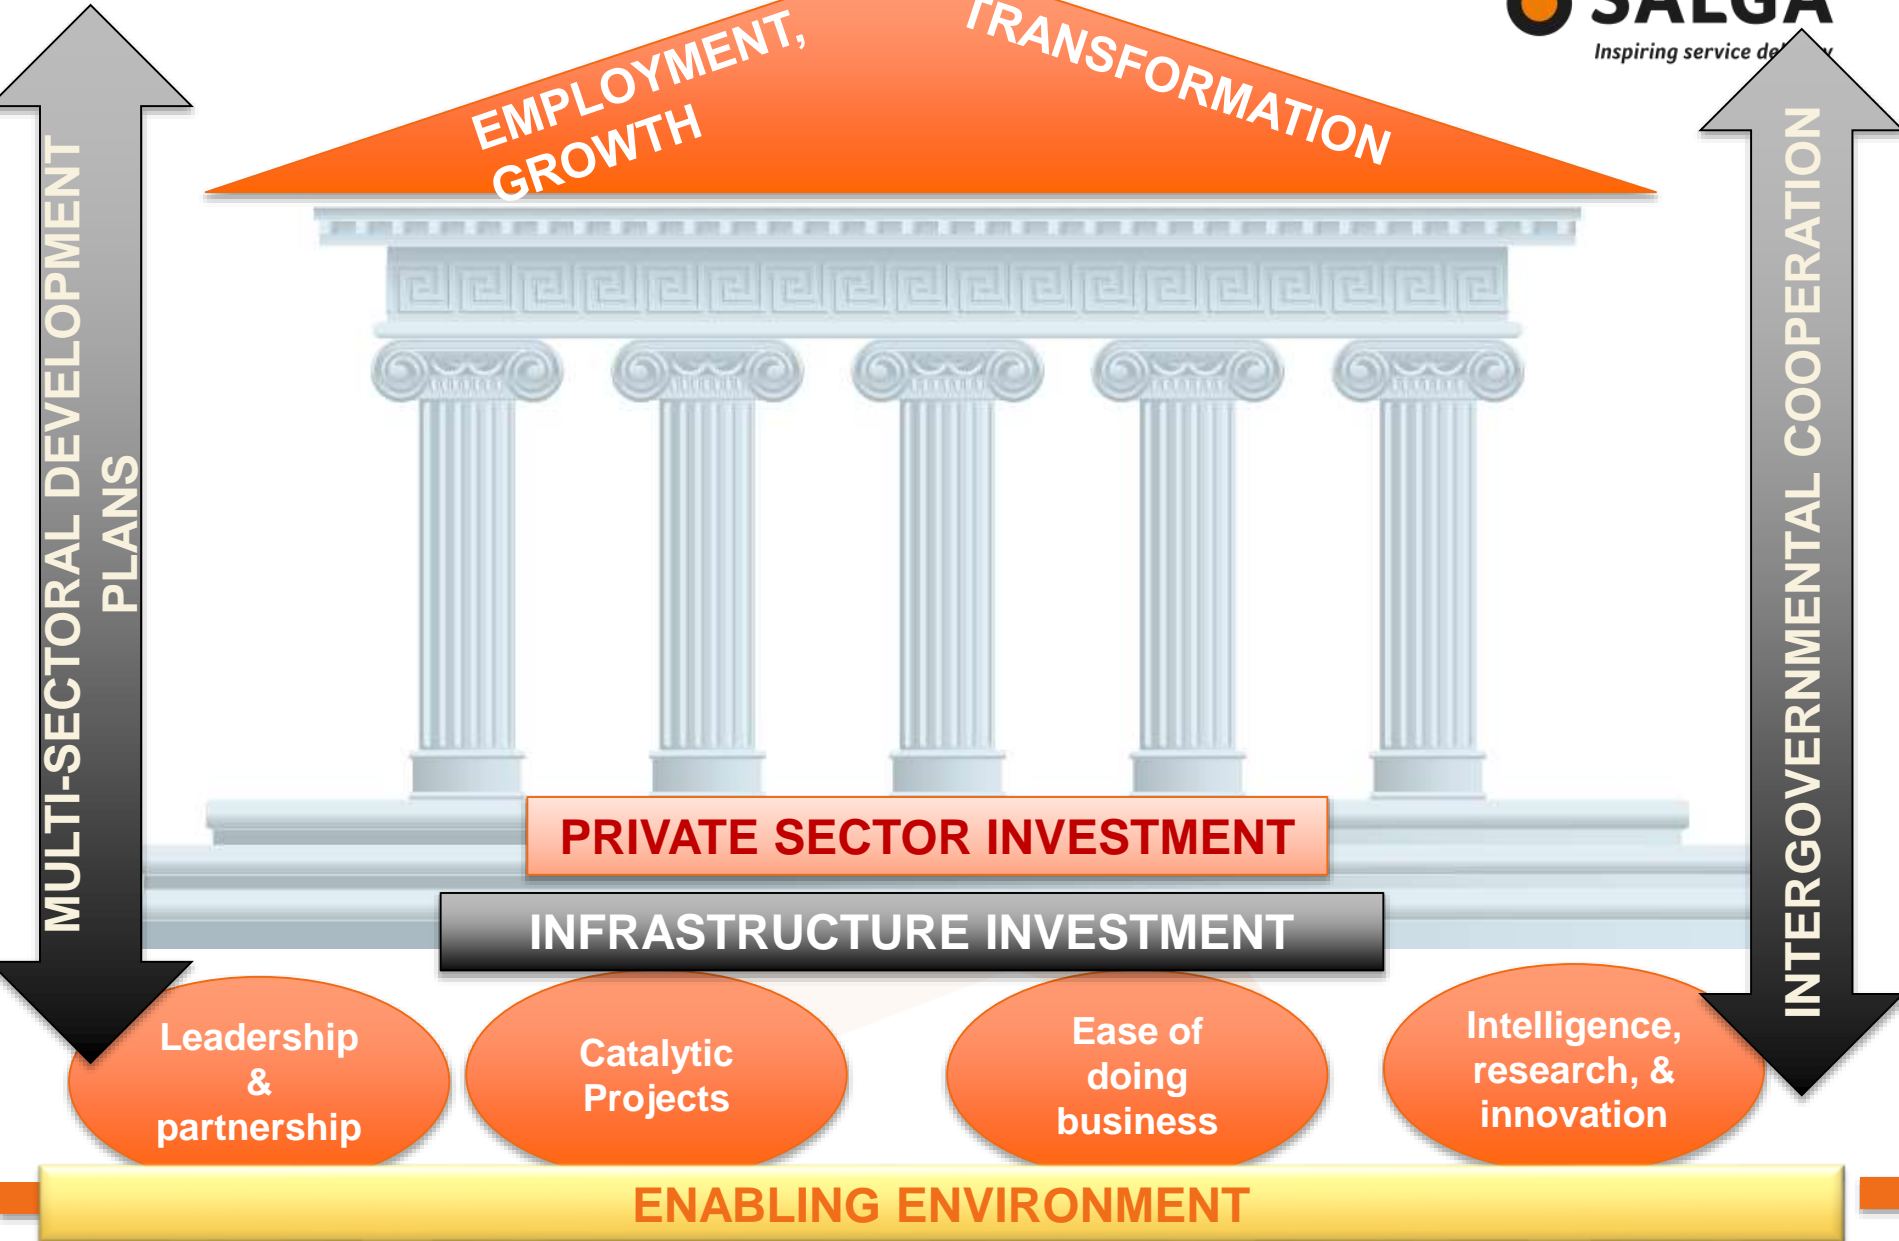 SALGA
Inspiring service
EMPLOYMENT,
GROWTH
TRANSFORMATION
MULTI-SECTORAL DEVELOPMENT
PLANS
INTERGOVERNMENTAL COOPERATION
PRIVATE SECTOR INVESTMENT
INFRASTRUCTURE INVESTMENT
Leadership
&
partnership
Catalytic
Projects
Ease of
doing
business
Intelligence,
research, &
innovation
ENABLING ENVIRONMENT